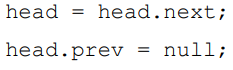 head = head.next;
head.prev = null;